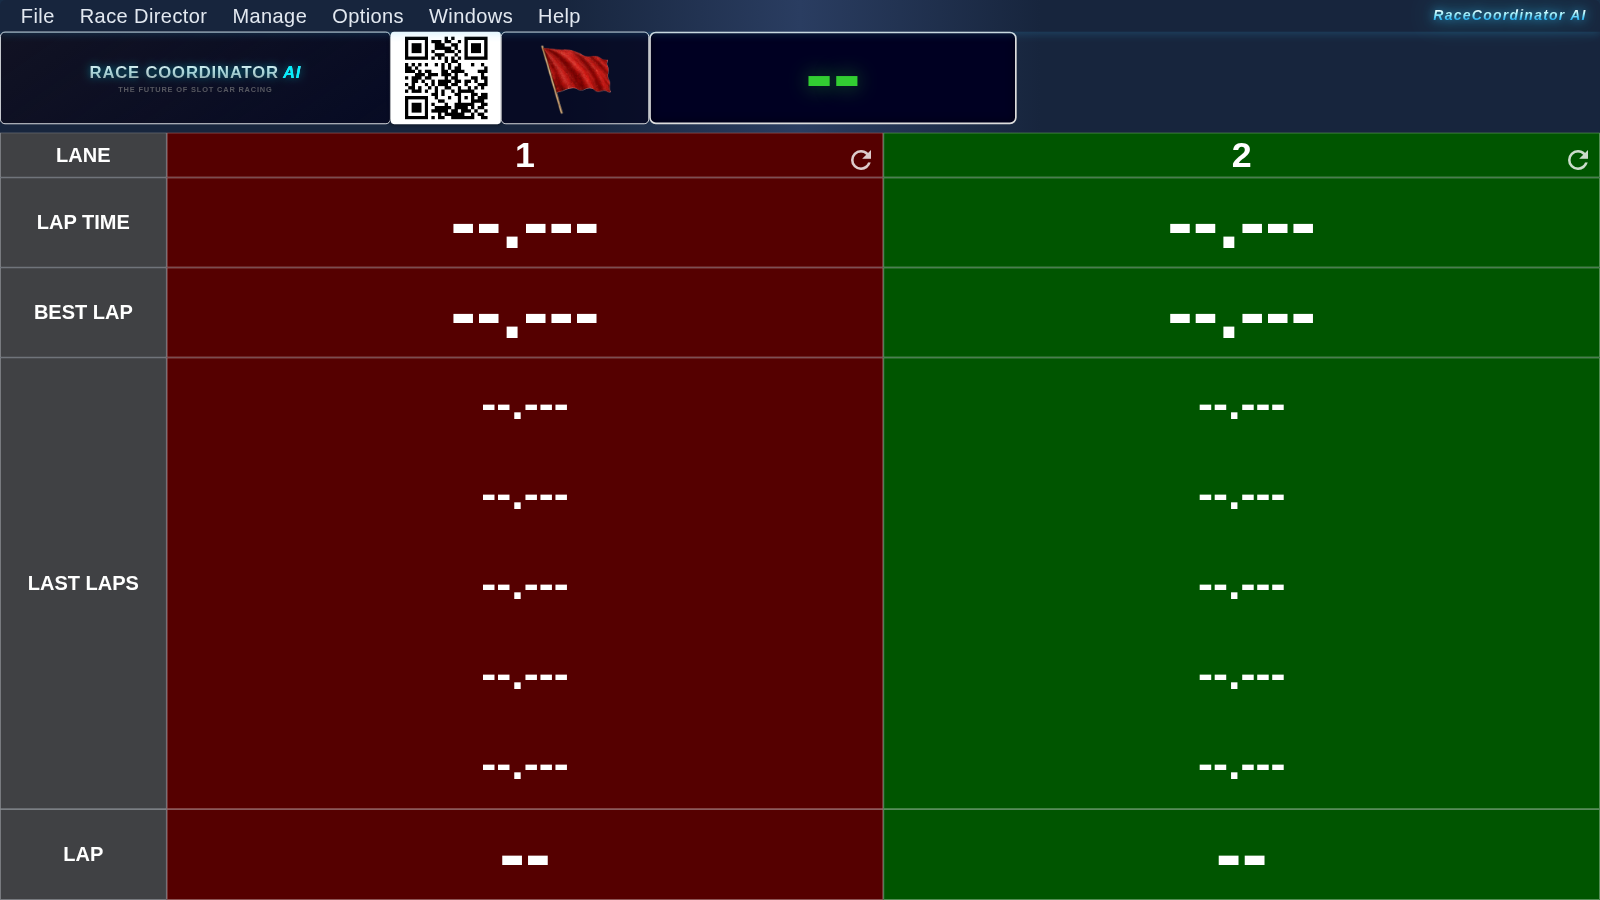 File Race Director Manage Options Windows Help
RaceCoordinator AI
RACE COORDINATOR AI
THE FUTURE OF SLOT CAR RACING
--
LANE 1 2
LAP TIME --.--- --.---
BEST LAP --.--- --.---
--.--- --.---
--.--- --.---
LAST LAPS --.--- --.---
--.--- --.---
--.--- --.---
LAP -- --